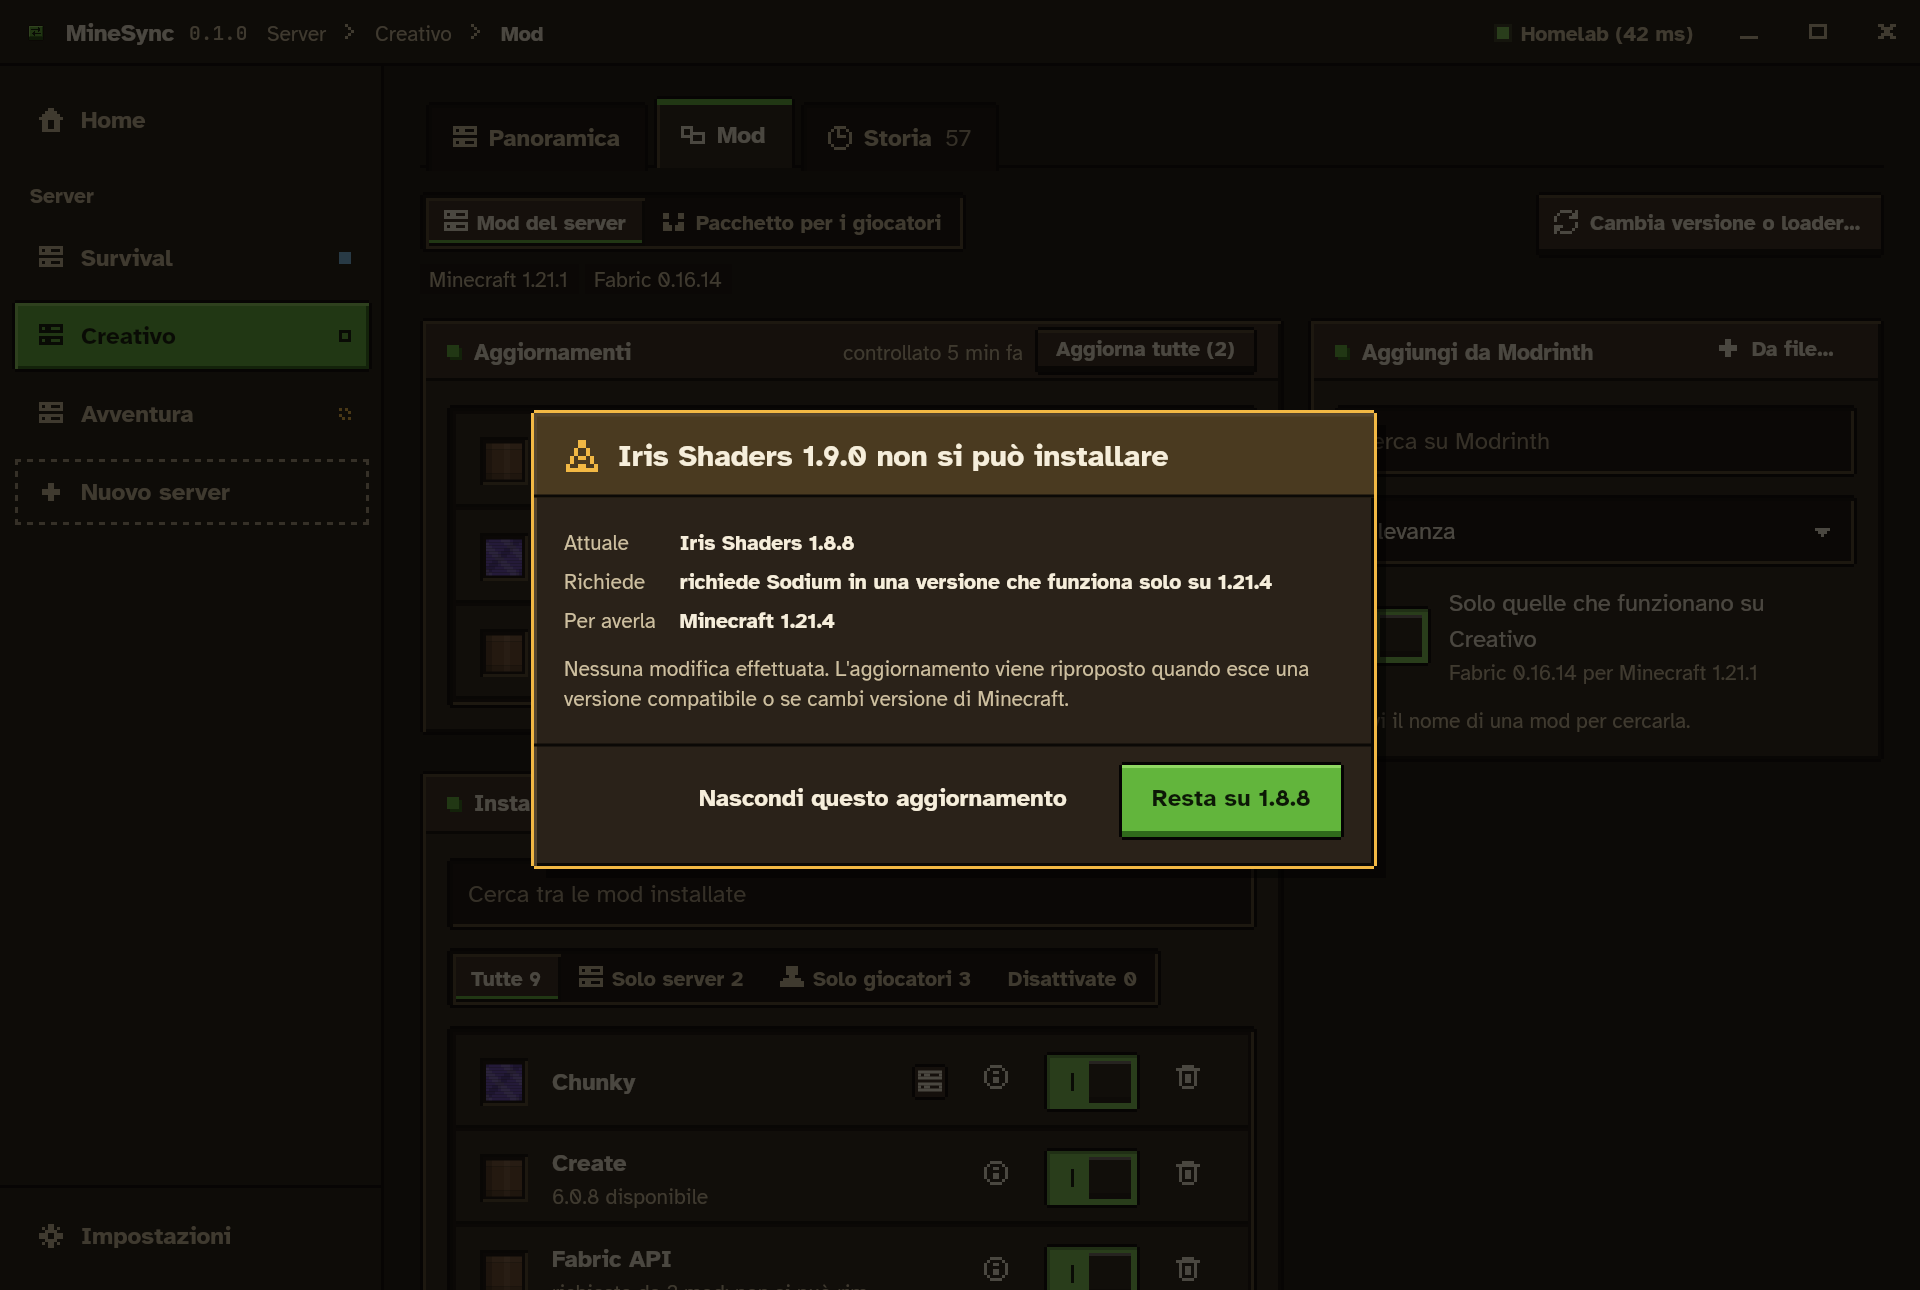 MineSync 0.1.0 Server Creativo Mod
Homelab (42 ms)
Home
Server
Survival
Creativo
Avventura
Nuovo server
Impostazioni
Panoramica
Mod
Storia 57
Mod del server
Pacchetto per i giocatori
Cambia versione o loader...
Minecraft 1.21.1
Fabric 0.16.14
Aggiornamenti
controllato 5 min fa
Aggiorna tutte (2)
Aggiungi da Modrinth
Da file...
su Modrinth
Solo quelle che funzionano su
Creativo
Fabric 0.16.14 per Minecraft 1.21.1
il nome di una mod per cercarla.
Iris Shaders 1.9.0 non si può installare
Attuale Iris Shaders 1.8.8
Richiede richiede Sodium in una versione che funziona solo su 1.21.4
Per averla Minecraft 1.21.4
Nessuna modifica effettuata. L'aggiornamento viene riproposto quando esce una
versione compatibile o se cambi versione di Minecraft.
Nascondi questo aggiornamento
Resta su 1.8.8
Cerca tra le mod installate
Tutte 9
Solo server 2
Solo giocatori 3
Disattivate 0
Chunky
Create
6.0.8 disponibile
Fabric API